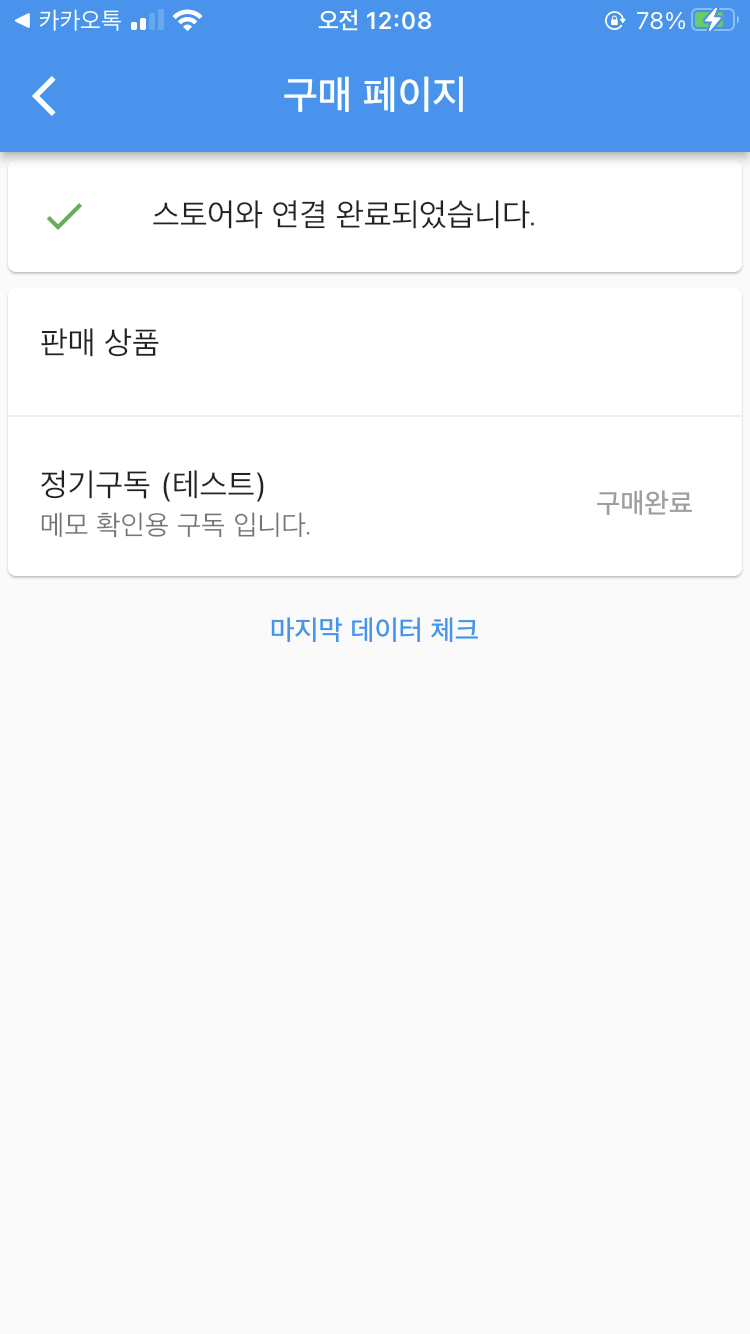 카카오톡 오전 12:08 78%
구매 페이지
스토어와 연결 완료되었습니다.
판매 상품
정기구독 (테스트)
메모 확인용 구독 입니다.
구매완료
마지막 데이터 체크